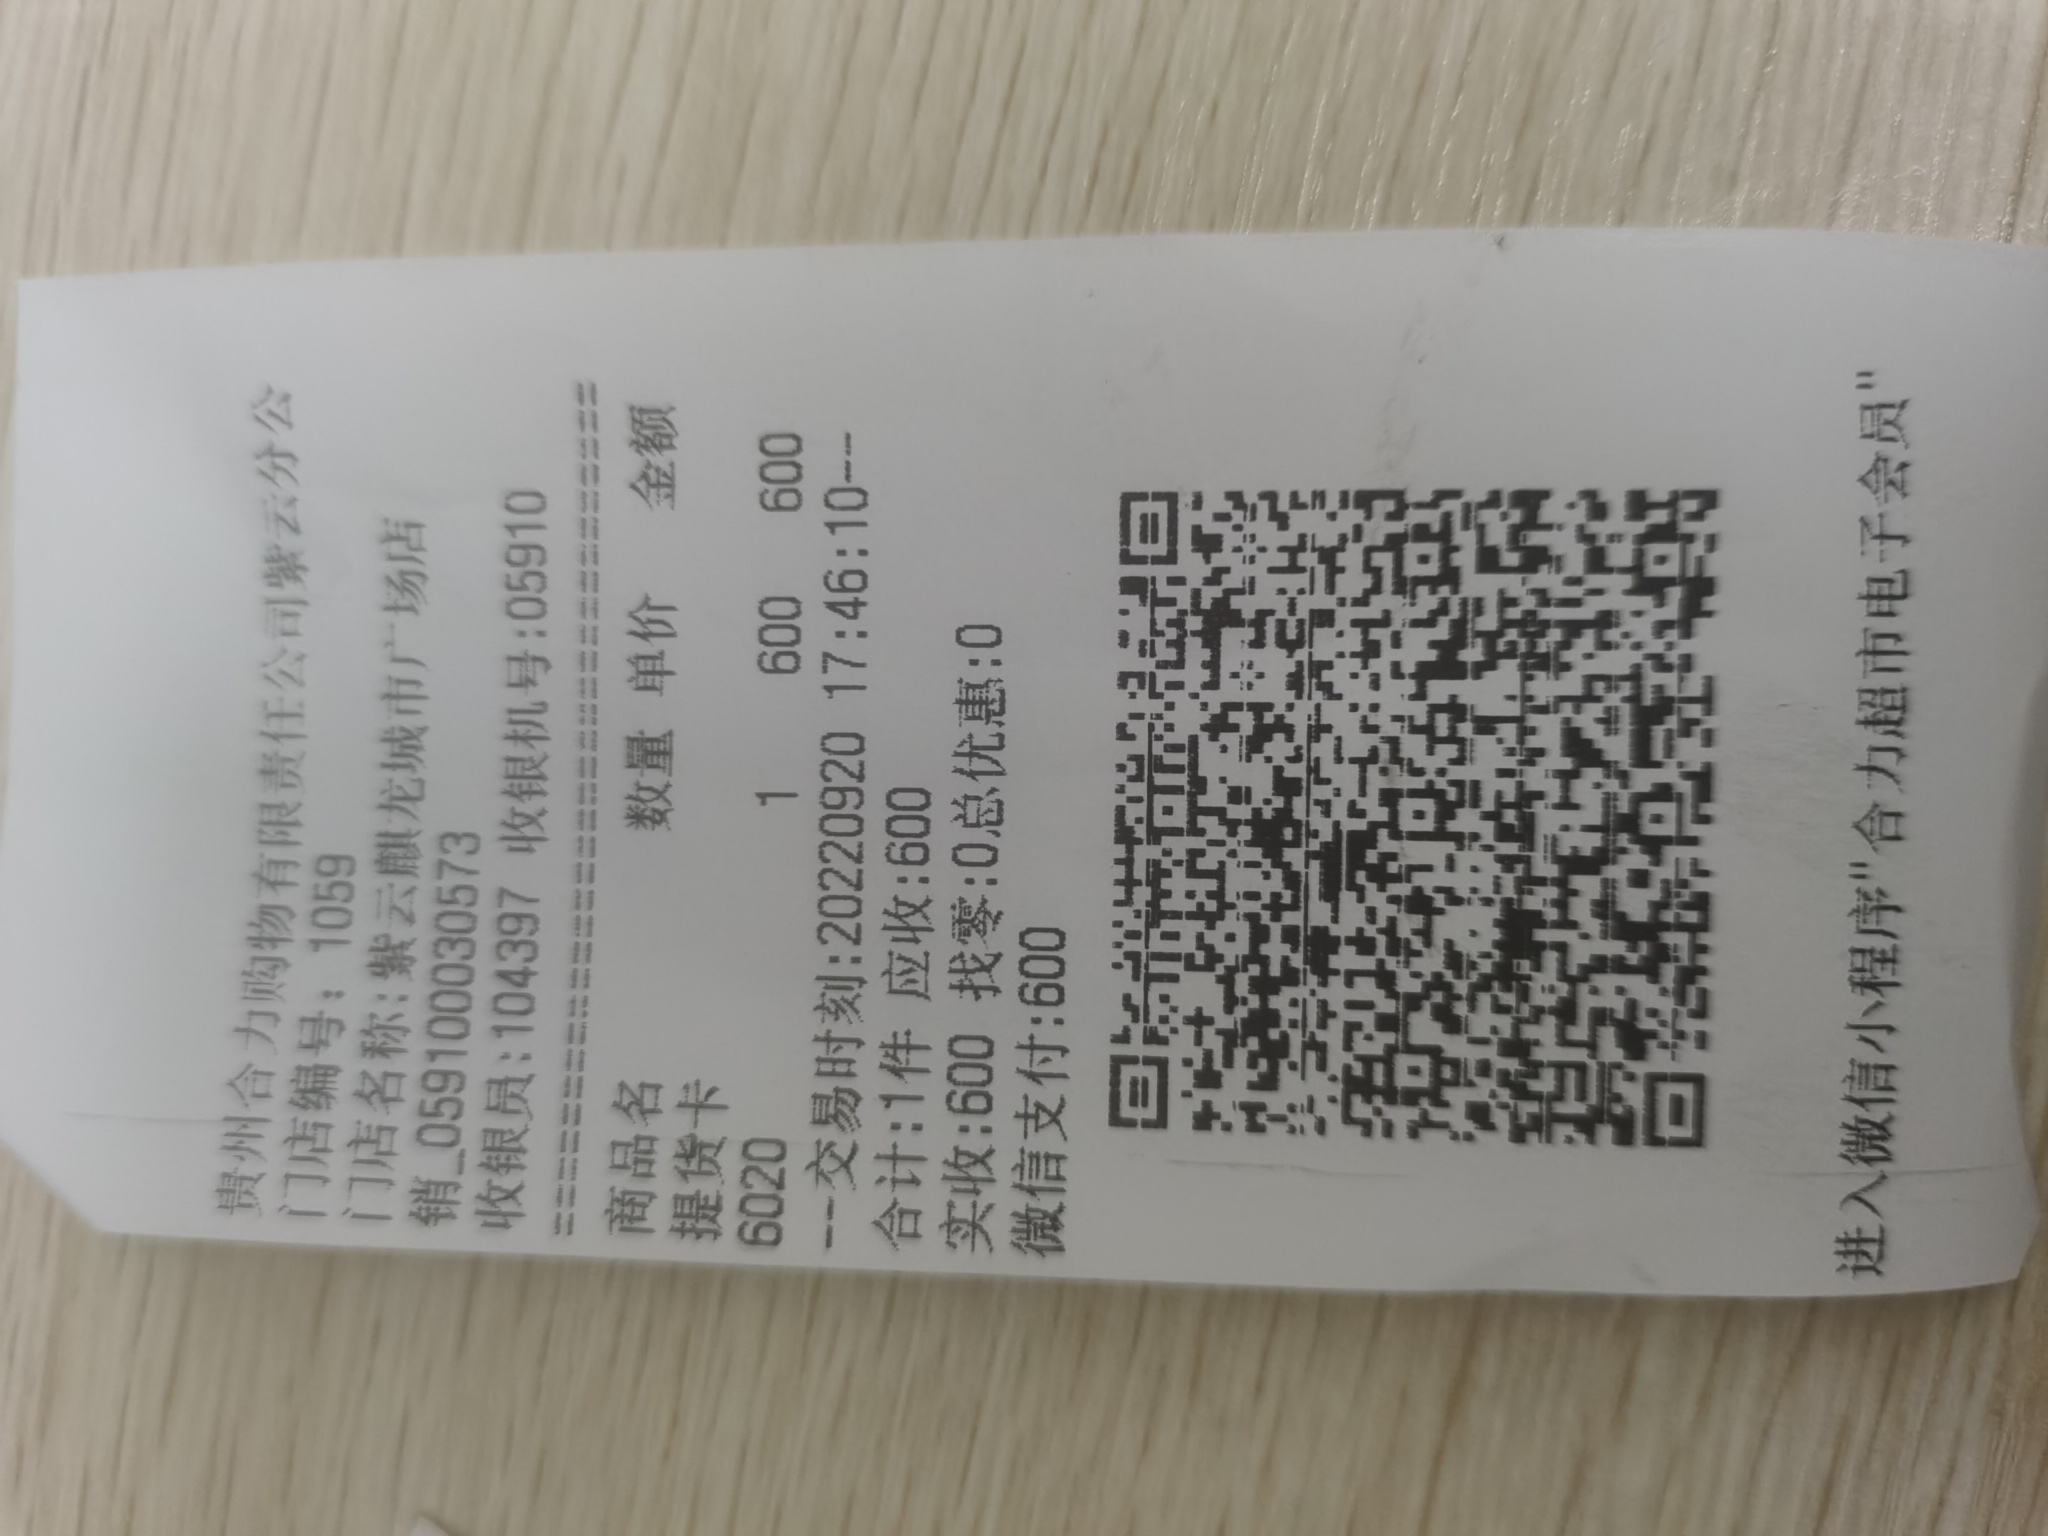 贵州合力购物有限责任公司紫云分公
门店编号: 1059
门店名称:紫云麒龙城市广场店
销_0591000030573
收银员:104397 收银机号:05910
================================
商品名 数量 单价 金额
提货卡
6020 1 600 600
---交易时刻:20220920 17:46:10---
合计:1件 应收:600
实收:600 找零:0总优惠:0
微信支付:600
进入微信小程序"合力超市电子会员"